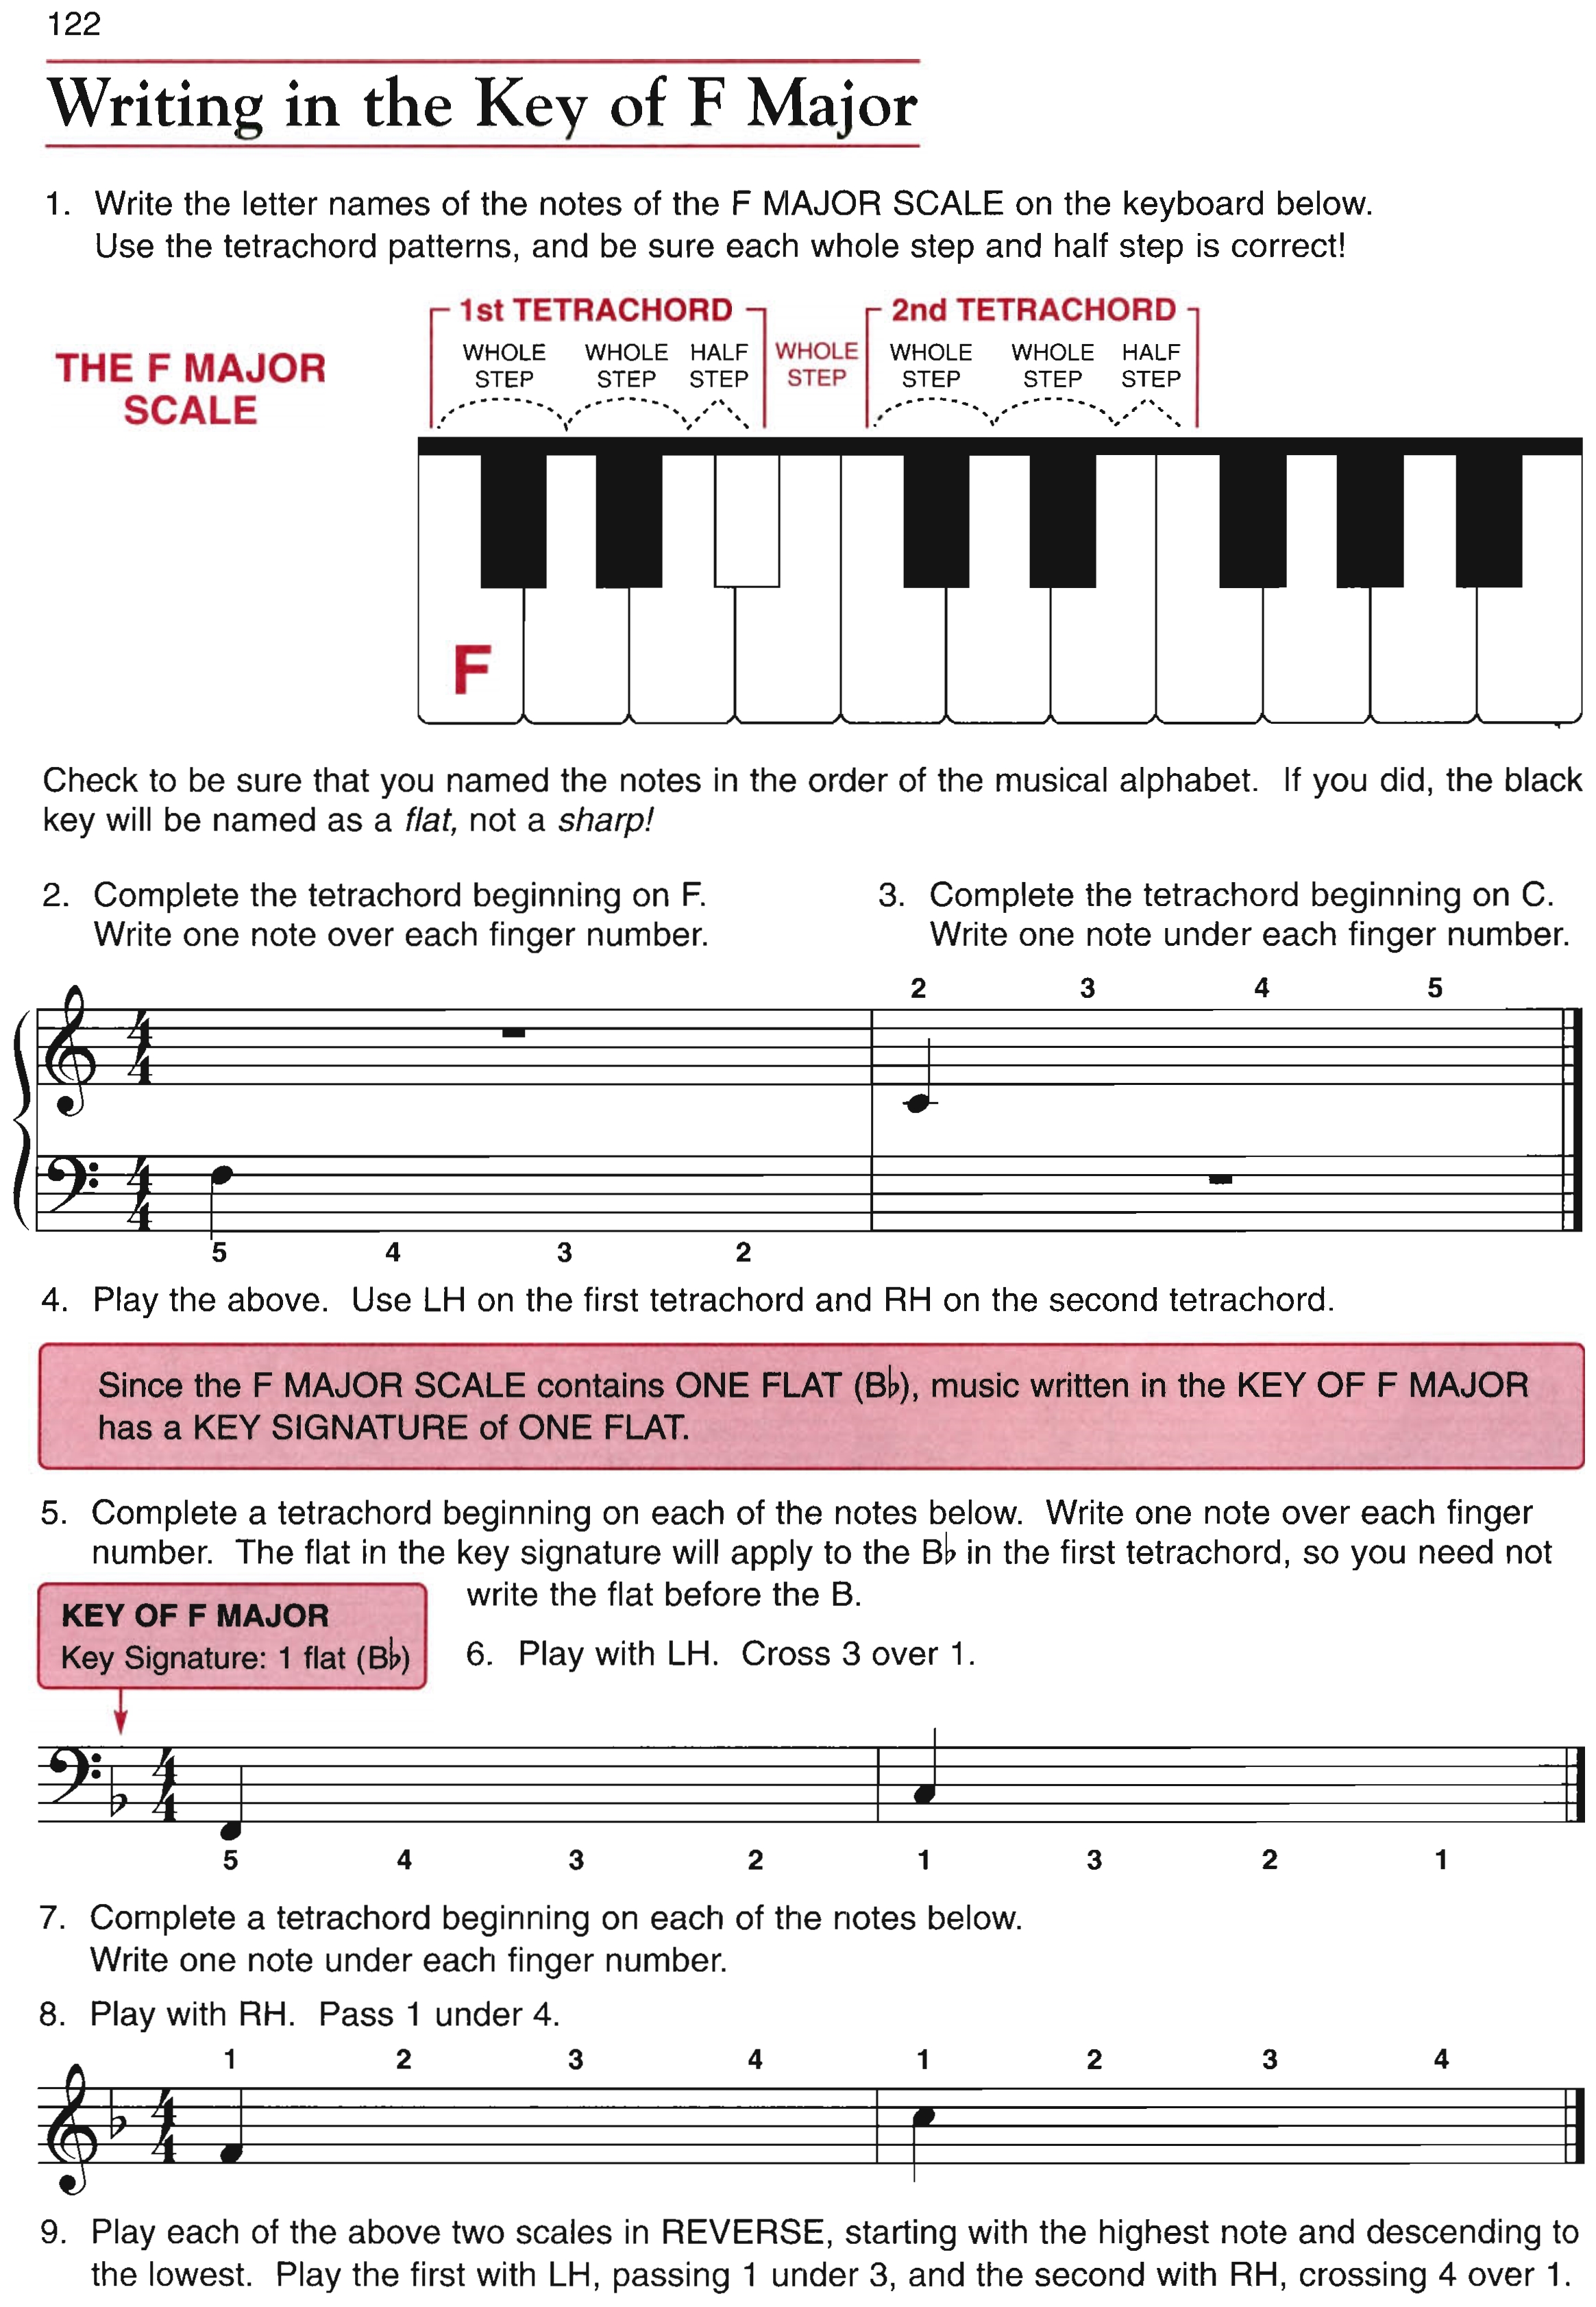 122
Writing in the Key of F Major
1. Write the letter names of the notes of the F MAJOR SCALE on the keyboard below.
Use the tetrachord patterns, and be sure each whole step and half step is correct!
THE F MAJOR
SCALE
1st TETRACHORD
2nd TETRACHORD
WHOLE WHOLE HALF WHOLE WHOLE WHOLE HALF
STEP STEP STEP STEP STEP STEP STEP
F
Check to be sure that you named the notes in the order of the musical alphabet. If you did, the black
key will be named as a flat, not a sharp!
2. Complete the tetrachord beginning on F.
Write one note over each finger number.
3. Complete the tetrachord beginning on C.
Write one note under each finger number.
2 3 4 5
4
4
4
4
5 4 3 2
4. Play the above. Use LH on the first tetrachord and RH on the second tetrachord.
Since the F MAJOR SCALE contains ONE FLAT (B♭), music written in the KEY OF F MAJOR
has a KEY SIGNATURE of ONE FLAT.
5. Complete a tetrachord beginning on each of the notes below. Write one note over each finger
number. The flat in the key signature will apply to the B♭ in the first tetrachord, so you need not
write the flat before the B.
KEY OF F MAJOR
Key Signature: 1 flat (B♭)
6. Play with LH. Cross 3 over 1.
4
4
5 4 3 2 1 3 2 1
7. Complete a tetrachord beginning on each of the notes below.
Write one note under each finger number.
8. Play with RH. Pass 1 under 4.
1 2 3 4 1 2 3 4
4
4
9. Play each of the above two scales in REVERSE, starting with the highest note and descending to
the lowest. Play the first with LH, passing 1 under 3, and the second with RH, crossing 4 over 1.